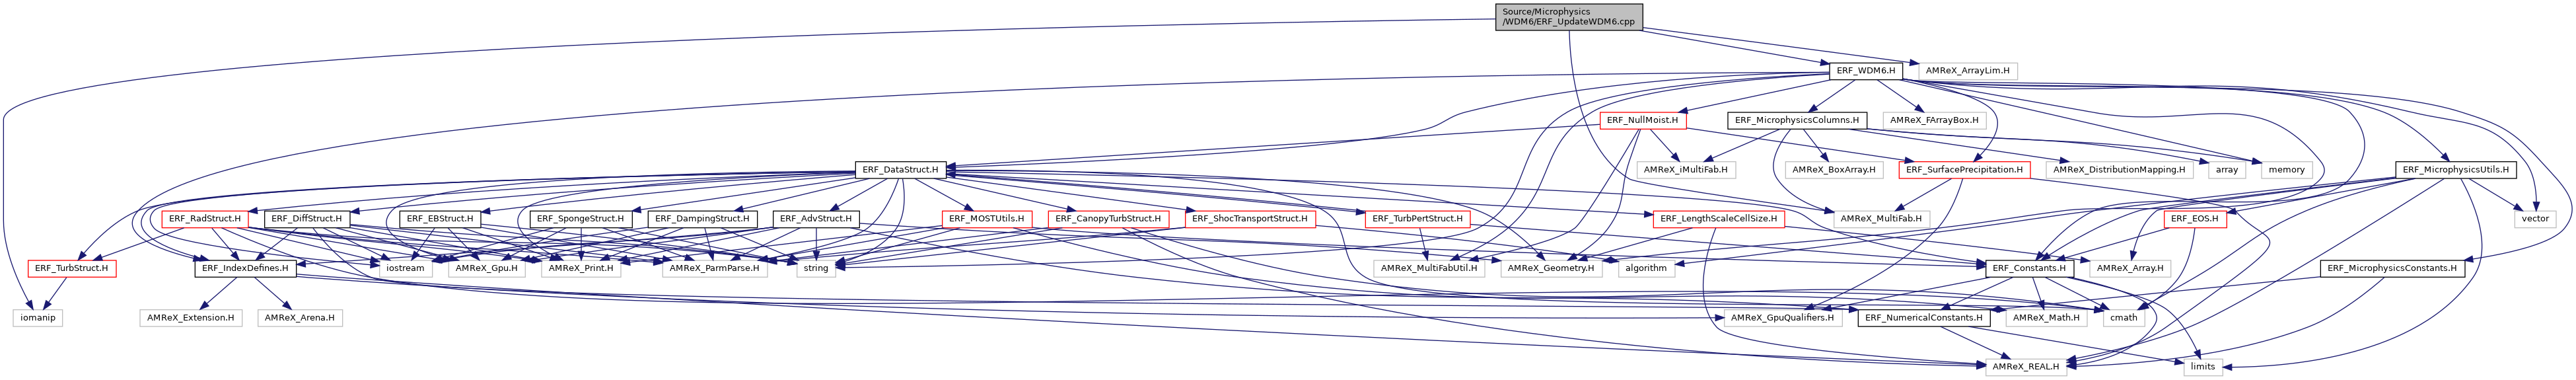 Source/Microphysics
/WDM6/ERF_UpdateWDM6.cpp
ERF_WDM6.H
AMReX_ArrayLim.H
ERF_NullMoist.H
ERF_MicrophysicsColumns.H
AMReX_FArrayBox.H
ERF_DataStruct.H
AMReX_iMultiFab.H
AMReX_BoxArray.H
ERF_SurfacePrecipitation.H
AMReX_DistributionMapping.H
array
memory
ERF_MicrophysicsUtils.H
ERF_RadStruct.H
ERF_DiffStruct.H
ERF_EBStruct.H
ERF_SpongeStruct.H
ERF_DampingStruct.H
ERF_AdvStruct.H
ERF_MOSTUtils.H
ERF_CanopyTurbStruct.H
ERF_ShocTransportStruct.H
ERF_TurbPertStruct.H
ERF_LengthScaleCellSize.H
AMReX_MultiFab.H
ERF_EOS.H
vector
ERF_TurbStruct.H
ERF_IndexDefines.H
iostream
AMReX_Gpu.H
AMReX_Print.H
AMReX_ParmParse.H
string
AMReX_MultiFabUtil.H
AMReX_Geometry.H
algorithm
ERF_Constants.H
AMReX_Array.H
ERF_MicrophysicsConstants.H
iomanip
AMReX_Extension.H
AMReX_Arena.H
AMReX_GpuQualifiers.H
ERF_NumericalConstants.H
AMReX_Math.H
cmath
AMReX_REAL.H
limits